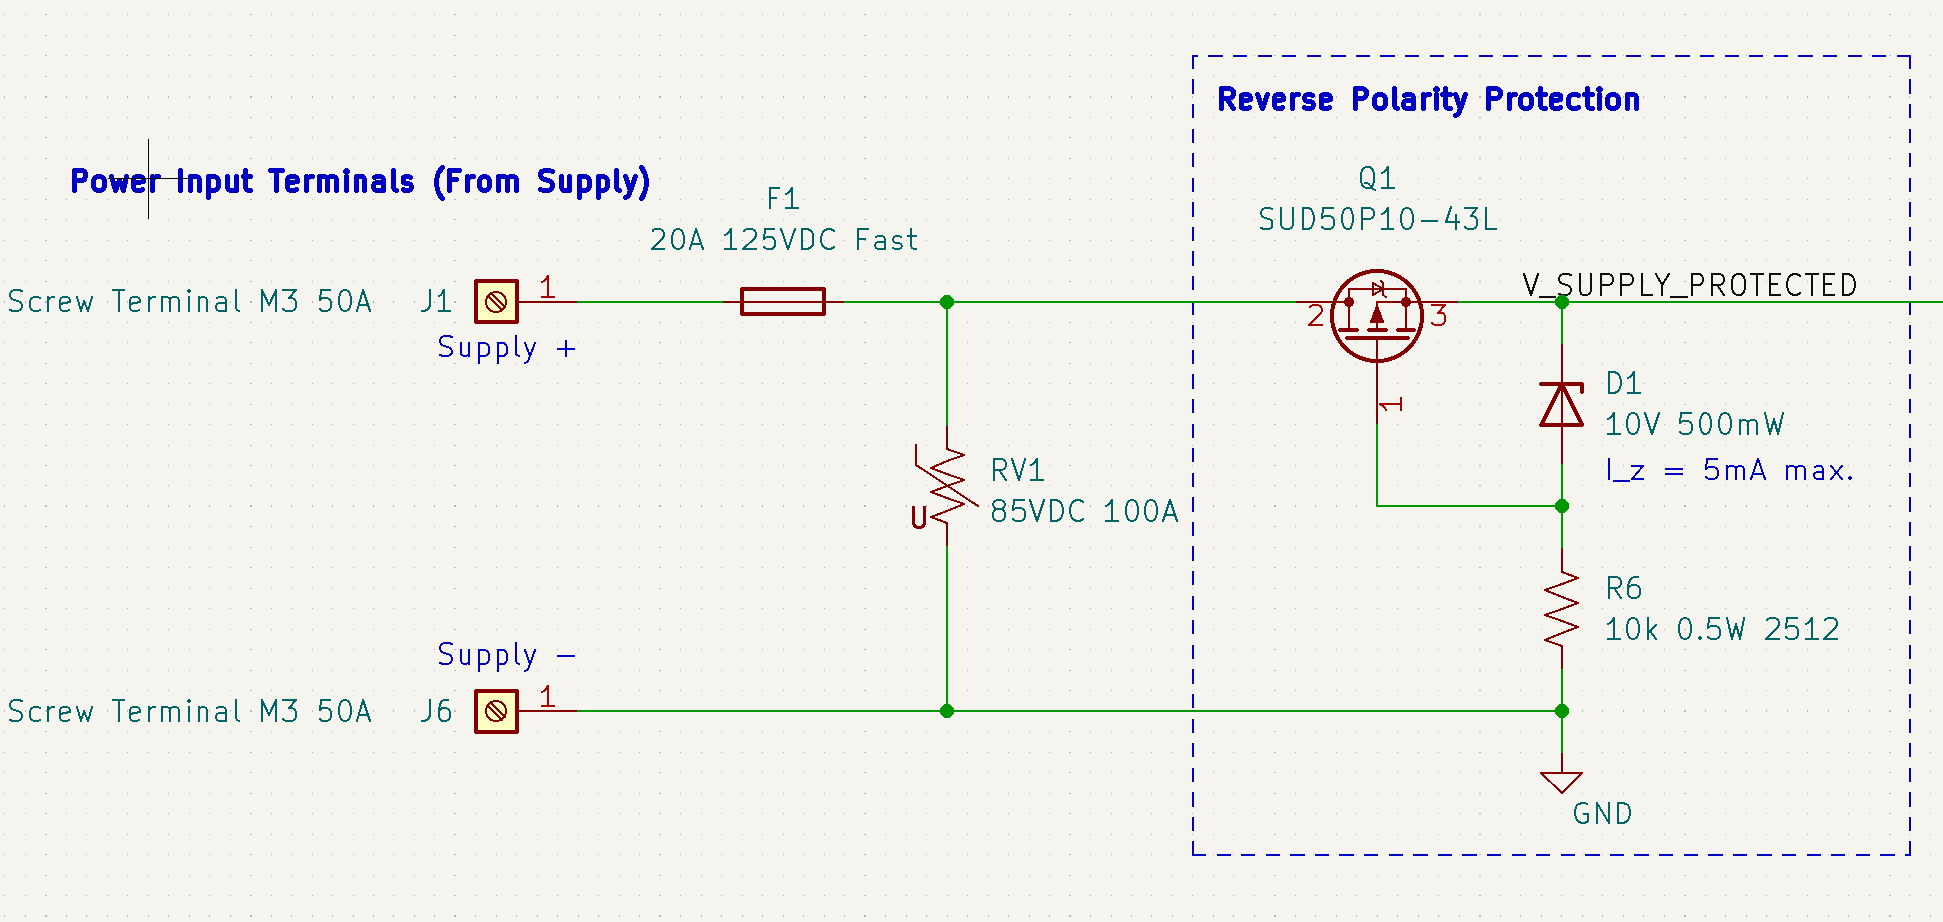 Reverse Polarity Protection
Power Input Terminals (From Supply)
F1
20A 125VDC Fast
Q1
SUD50P10-43L
Screw Terminal M3 50A J1 1
Supply +
2 3
1
V_SUPPLY_PROTECTED
D1
10V 500mW
I_z = 5mA max.
RV1
85VDC 100A
U
R6
10k 0.5W 2512
Supply -
Screw Terminal M3 50A J6 1
GND